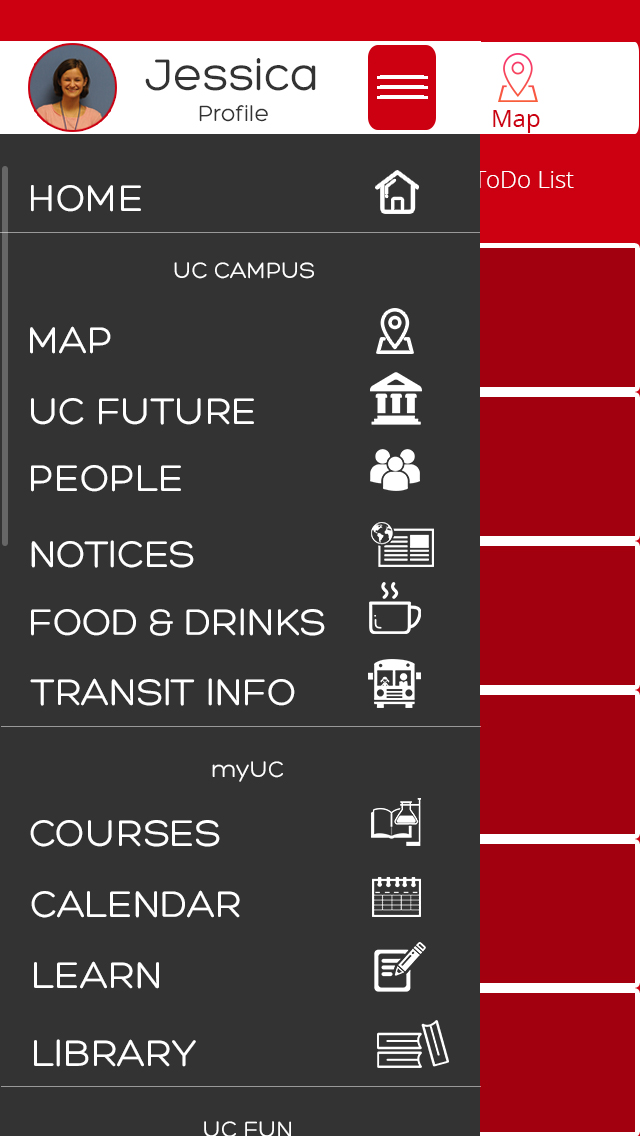 Jessica
Profile
Map
ToDo List
HOME
UC CAMPUS
MAP
UC FUTURE
PEOPLE
NOTICES
FOOD & DRINKS
TRANSIT INFO
myUC
COURSES
CALENDAR
LEARN
LIBRARY
UC FUN